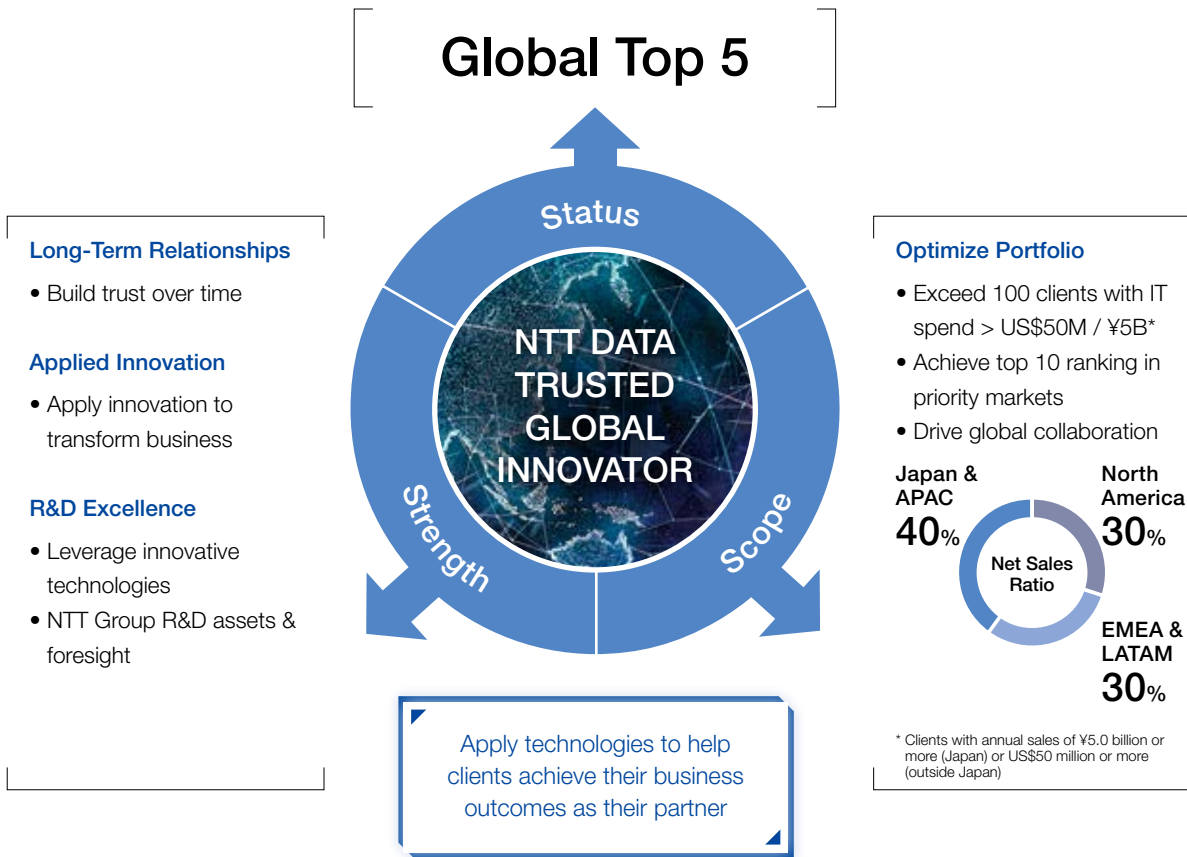 Global Top 5
Status
Strength
Scope
NTT DATA
TRUSTED
GLOBAL
INNOVATOR
Long-Term Relationships
• Build trust over time
Applied Innovation
• Apply innovation to
transform business
R&D Excellence
• Leverage innovative
technologies
• NTT Group R&D assets &
foresight
Optimize Portfolio
• Exceed 100 clients with IT
spend > US$50M / ¥5B*
• Achieve top 10 ranking in
priority markets
• Drive global collaboration
Japan &
APAC
40%
North
America
30%
Net Sales
Ratio
EMEA &
LATAM
30%
* Clients with annual sales of ¥5.0 billion or
more (Japan) or US$50 million or more
(outside Japan)
Apply technologies to help
clients achieve their business
outcomes as their partner